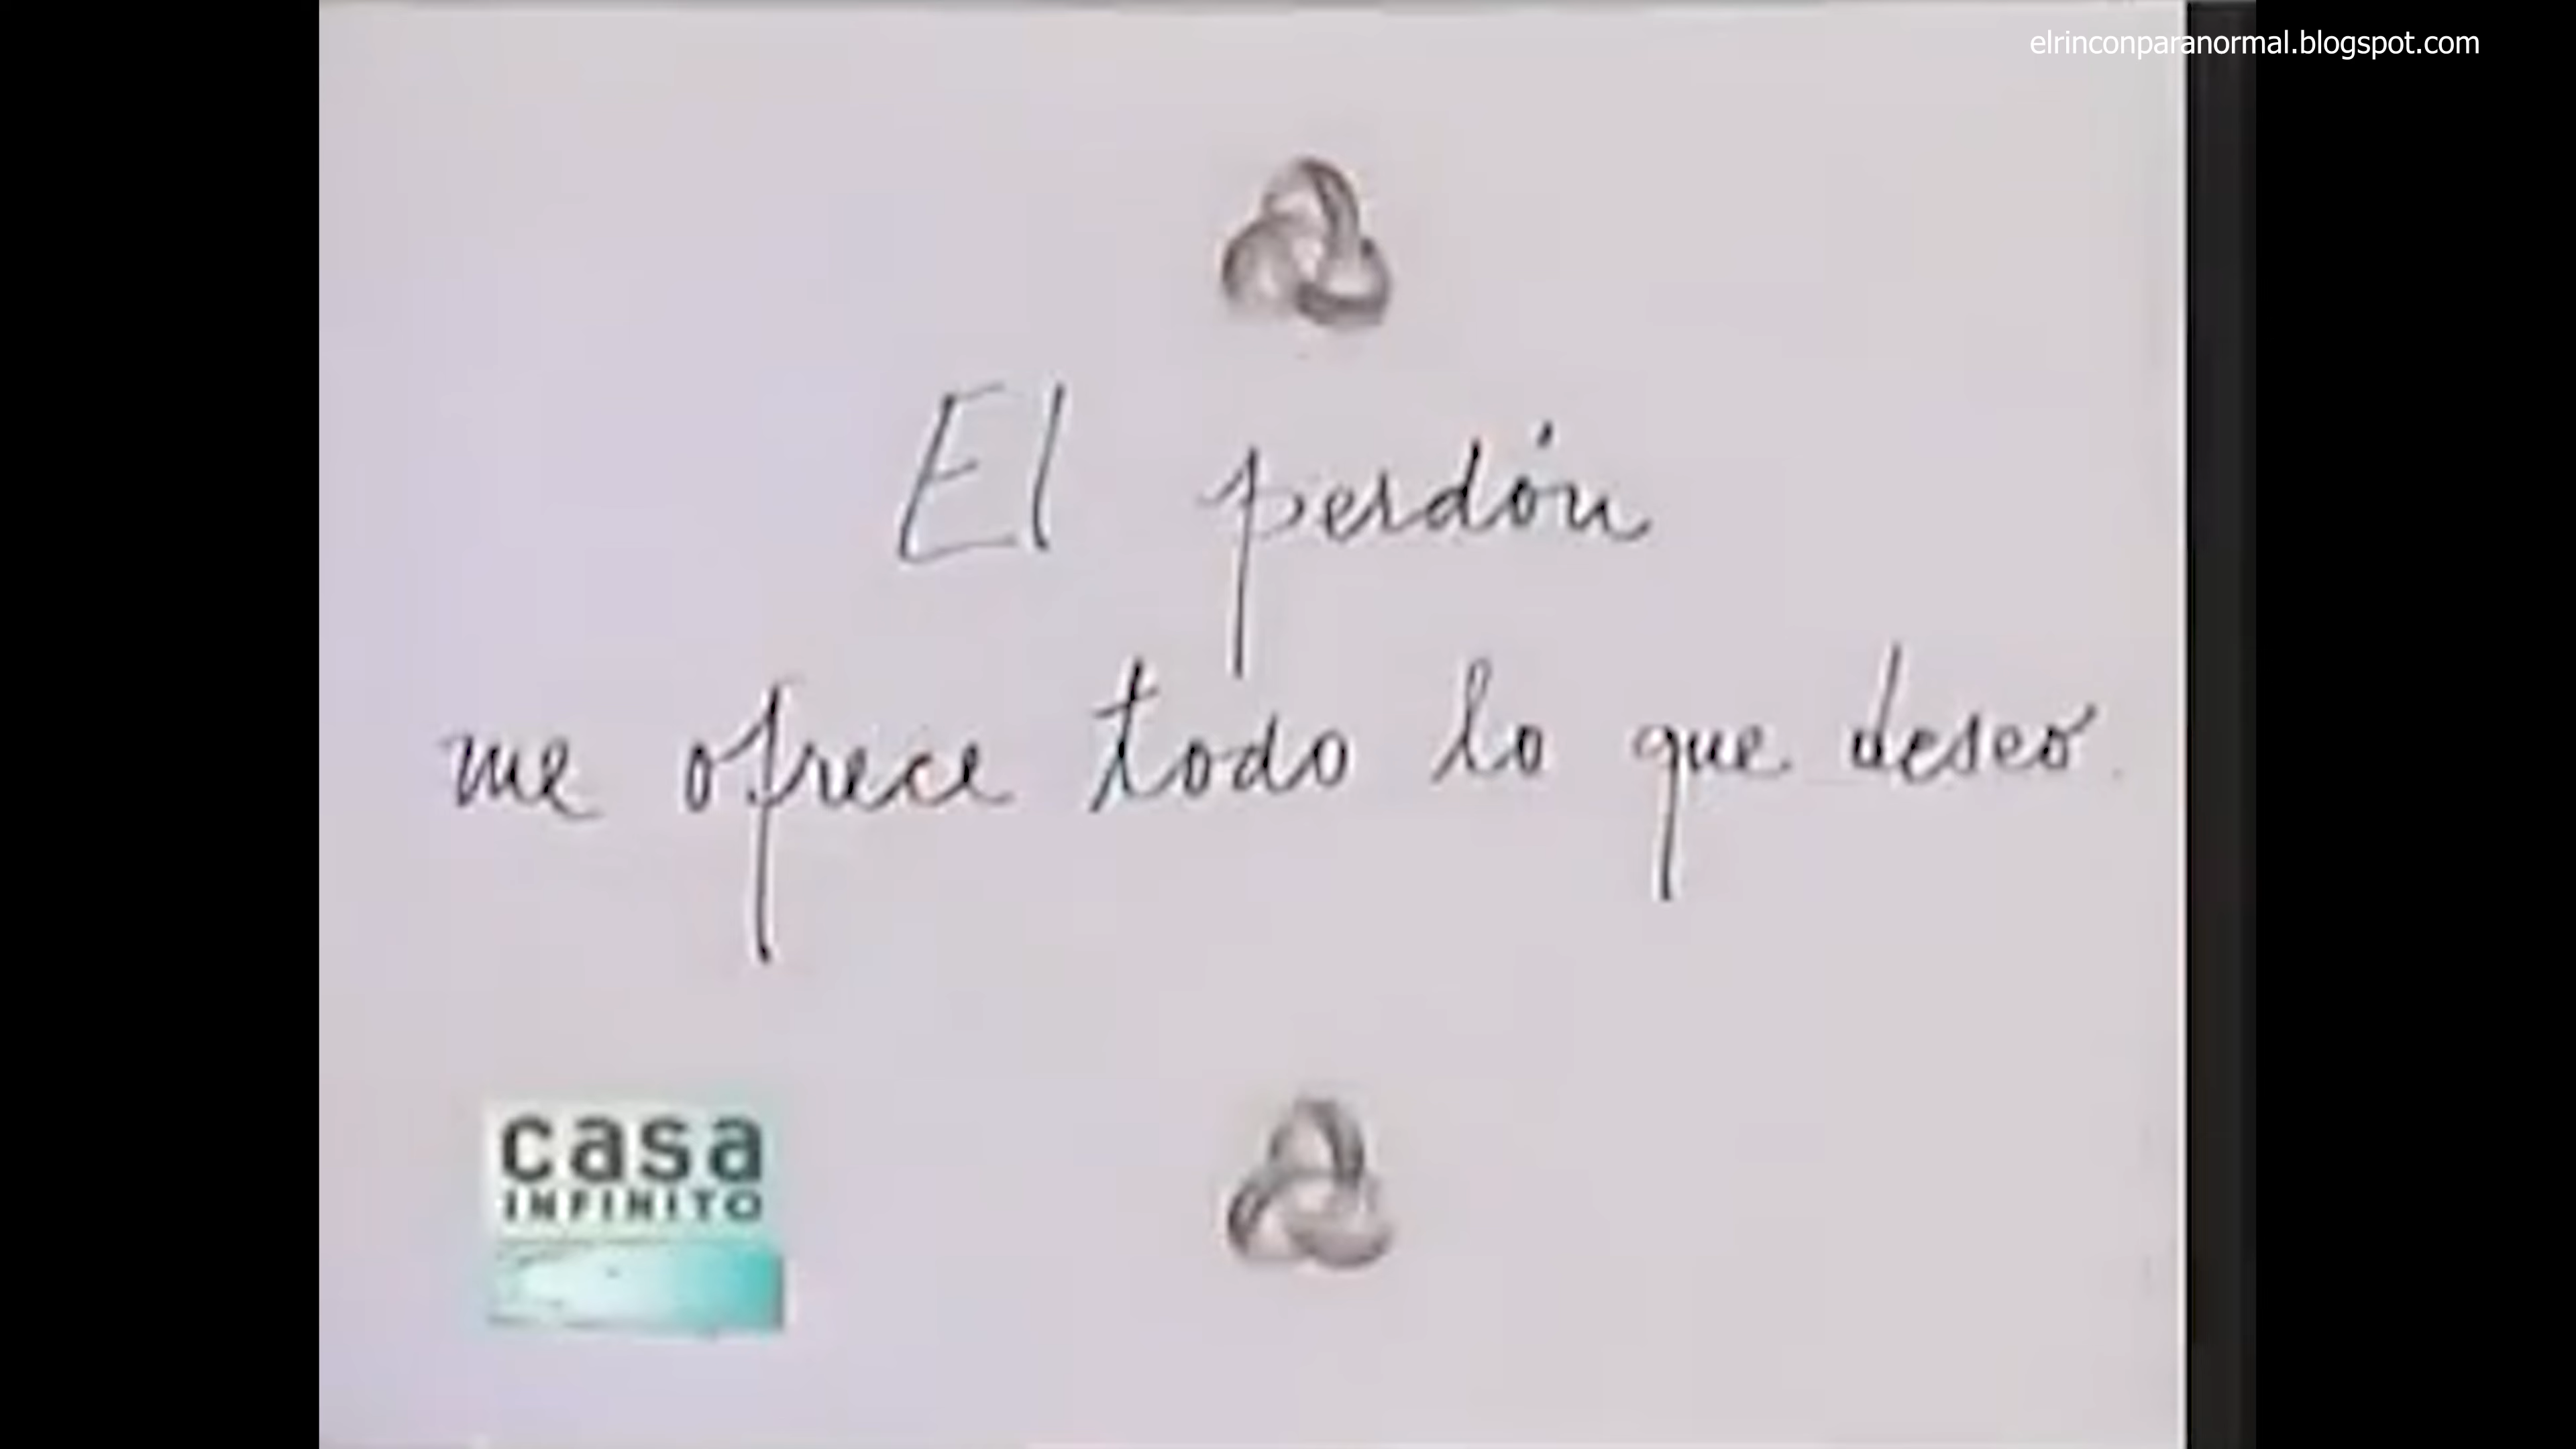 elrinconparanormal.blogspot.com
El perdón
me ofrece todo lo que deseo.
casa
INFINITO